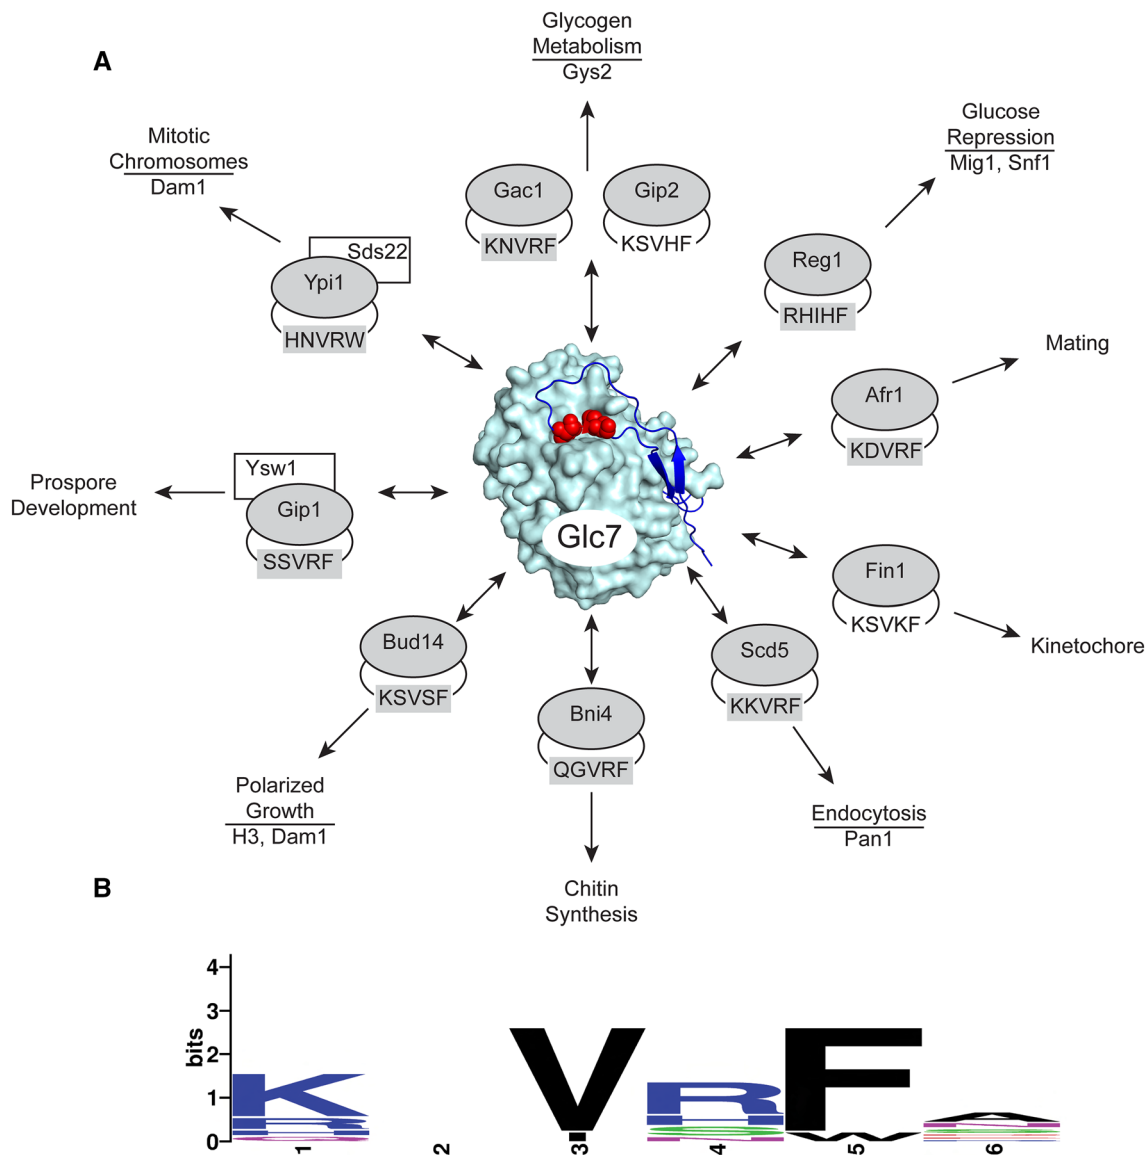 A
Glycogen
Metabolism
Gys2
Glucose
Repression
Mig1, Snf1
Mitotic
Chromosomes
Dam1
Gac1
KNVRF
Gip2
KSVHF
Reg1
RHIHF
Sds22
Ypi1
HNVRW
Mating
Afr1
KDVRF
Prospore
Development
Ysw1
Gip1
SSVRF
Glc7
Fin1
KSVKF
Kinetochore
Bud14
KSVSF
Scd5
KKVRF
Bni4
QGVRF
Polarized
Growth
H3, Dam1
Endocytosis
Pan1
Chitin
Synthesis
B
bits
4
3
2
1
0
K
V
R
F
1
2
3
4
5
6